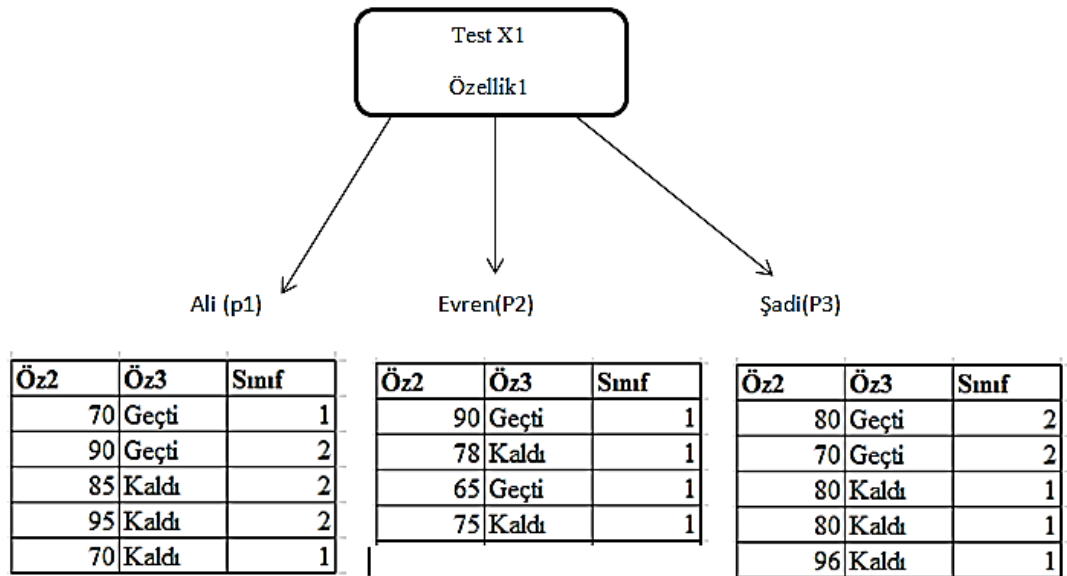 Test X1
Özellik1
Ali (p1)
Evren(P2)
Şadi(P3)
Öz2 Öz3 Sınıf
70 Geçti 1
90 Geçti 2
85 Kaldı 2
95 Kaldı 2
70 Kaldı 1
Öz2 Öz3 Sınıf
90 Geçti 1
78 Kaldı 1
65 Geçti 1
75 Kaldı 1
Öz2 Öz3 Sınıf
80 Geçti 2
70 Geçti 2
80 Kaldı 1
80 Kaldı 1
96 Kaldı 1